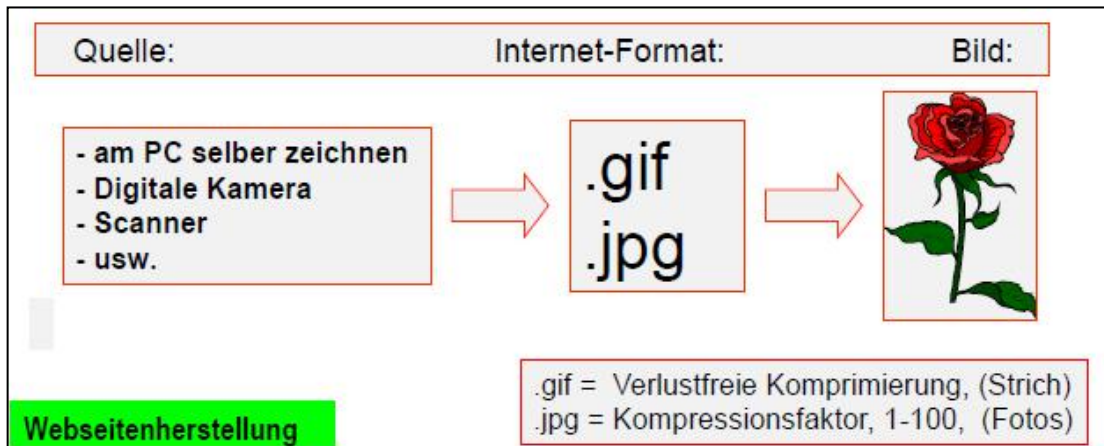 Quelle: Internet-Format: Bild:
- am PC selber zeichnen
- Digitale Kamera
- Scanner
- usw.
.gif
.jpg
.gif = Verlustfreie Komprimierung, (Strich)
.jpg = Kompressionsfaktor, 1-100, (Fotos)
Webseitenherstellung